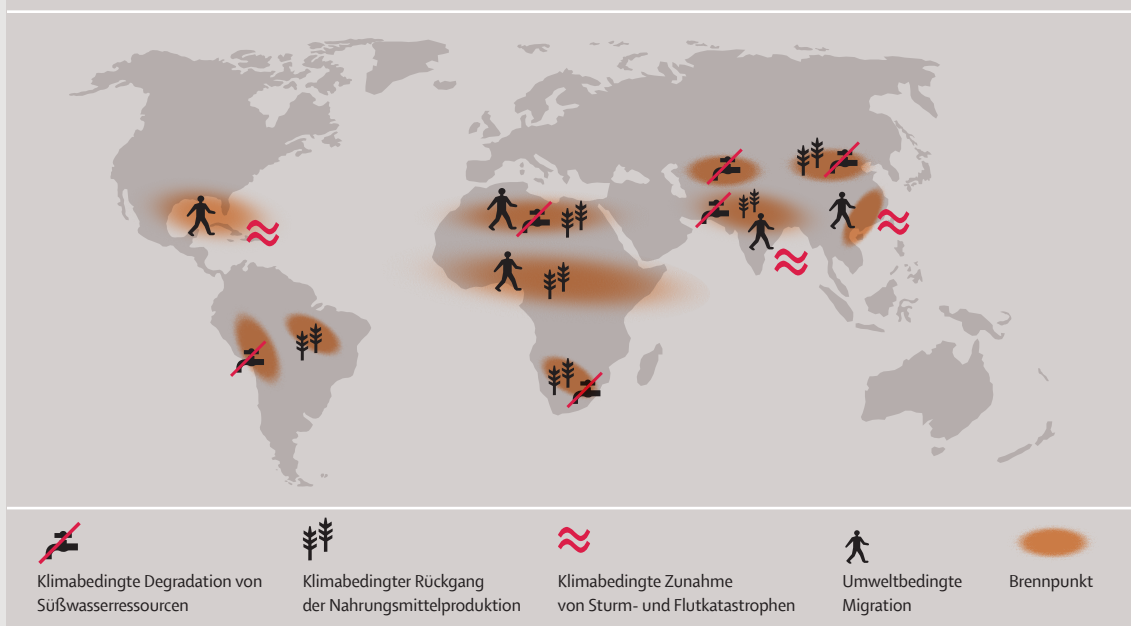 Klimabedingte Degradation von
Süßwasserressourcen
Klimabedingter Rückgang
der Nahrungsmittelproduktion
Klimabedingte Zunahme
von Sturm- und Flutkatastrophen
Umweltbedingte
Migration
Brennpunkt